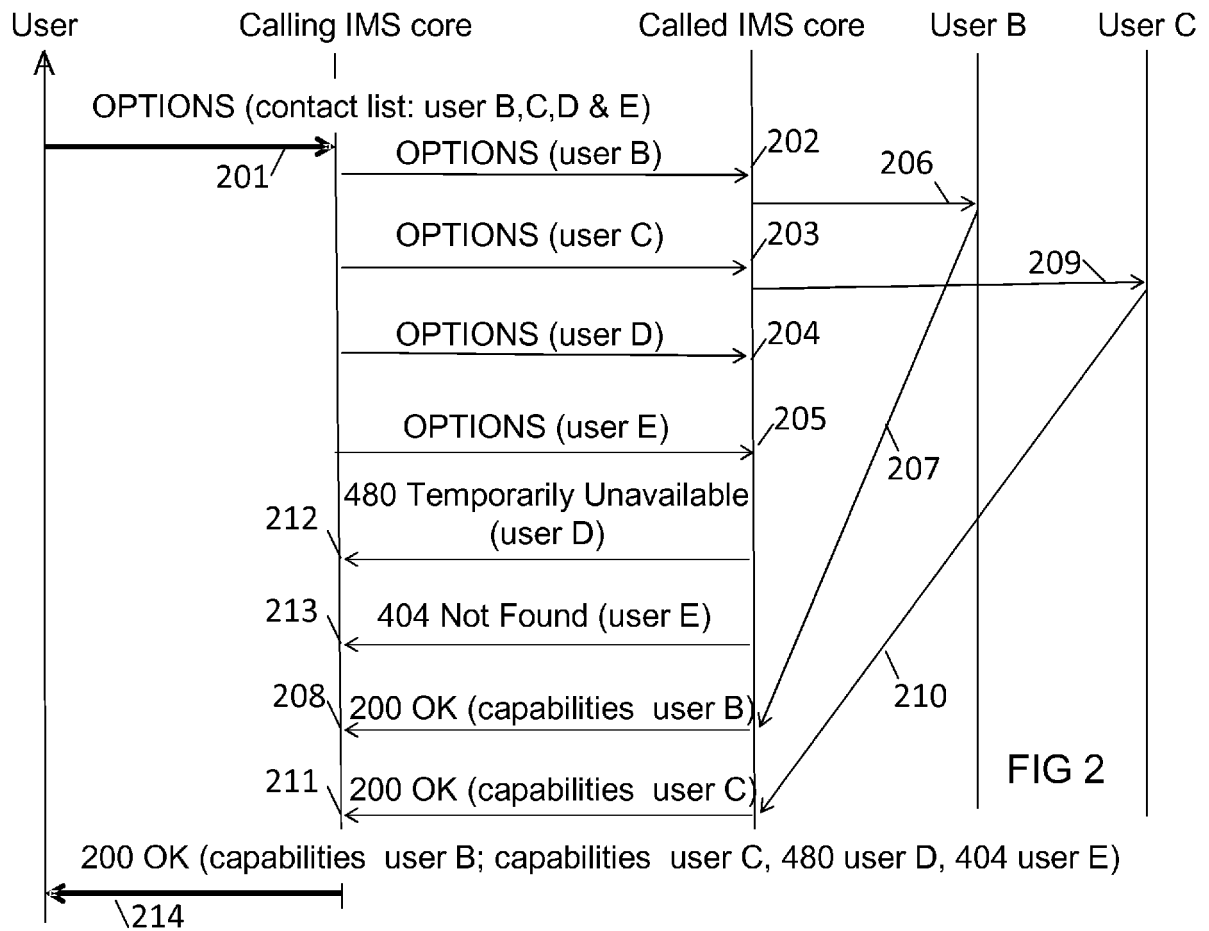 User Calling IMS core Called IMS core User B User C
A
OPTIONS (contact list: user B,C,D & E)
201
OPTIONS (user B)
202
206
OPTIONS (user C)
203
209
OPTIONS (user D)
204
OPTIONS (user E)
205
207
480 Temporarily Unavailable
(user D)
212
404 Not Found (user E)
213
210
200 OK (capabilities user B)
208
FIG 2
200 OK (capabilities user C)
211
200 OK (capabilities user B; capabilities user C, 480 user D, 404 user E)
214